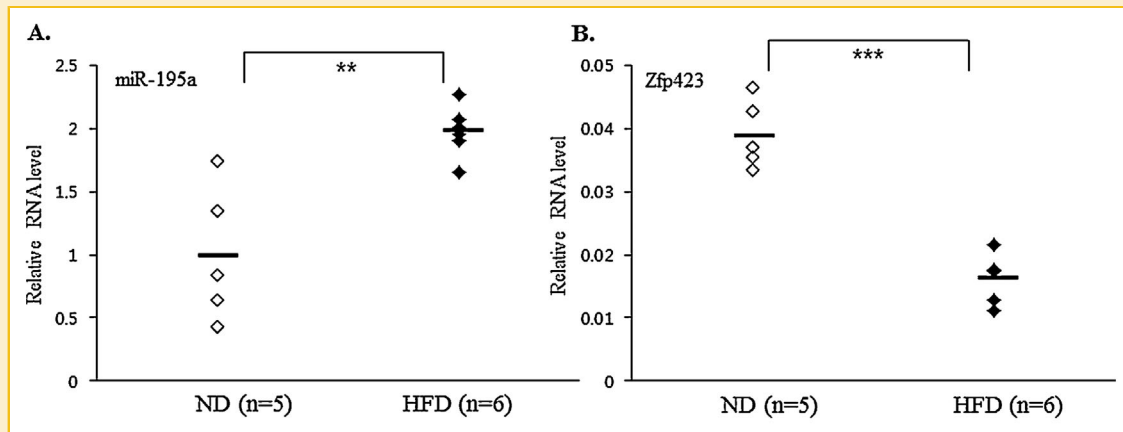 A.
miR-195a
**
Relative RNA level
2.5
2
1.5
1
0.5
0
ND (n=5)
HFD (n=6)
B.
Zfp423
***
Relative RNA level
0.05
0.04
0.03
0.02
0.01
0
ND (n=5)
HFD (n=6)